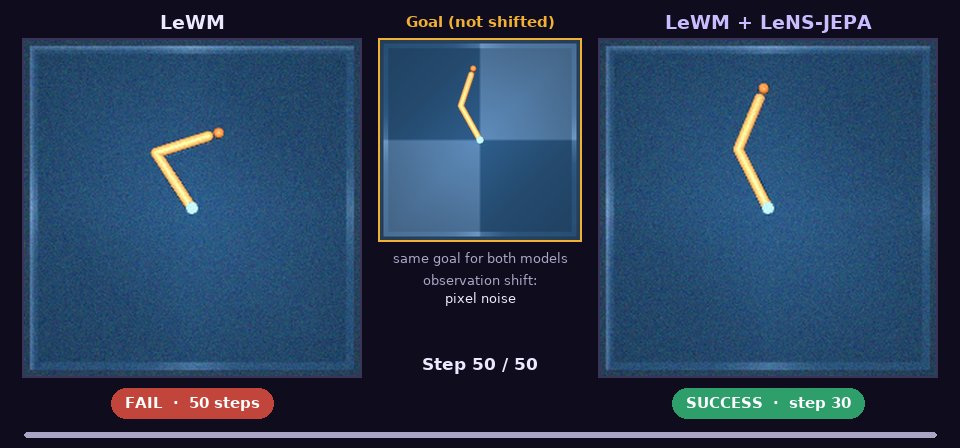 LeWM
Goal (not shifted)
LeWM + LeNS-JEPA
same goal for both models
observation shift:
pixel noise
Step 50 / 50
FAIL · 50 steps
SUCCESS · step 30